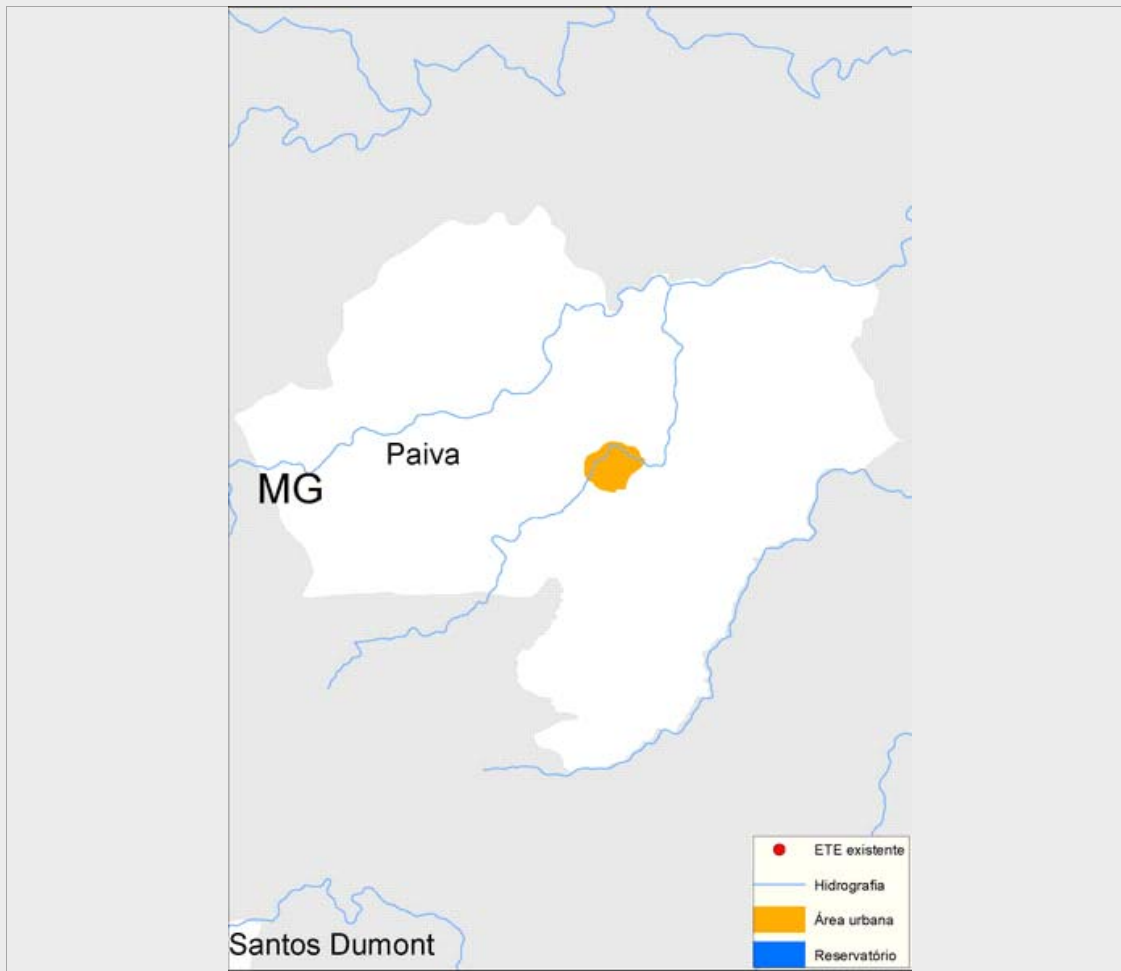 Paiva
MG
ETE existente
Hidrografia
Área urbana
Reservatório
Santos Dumont